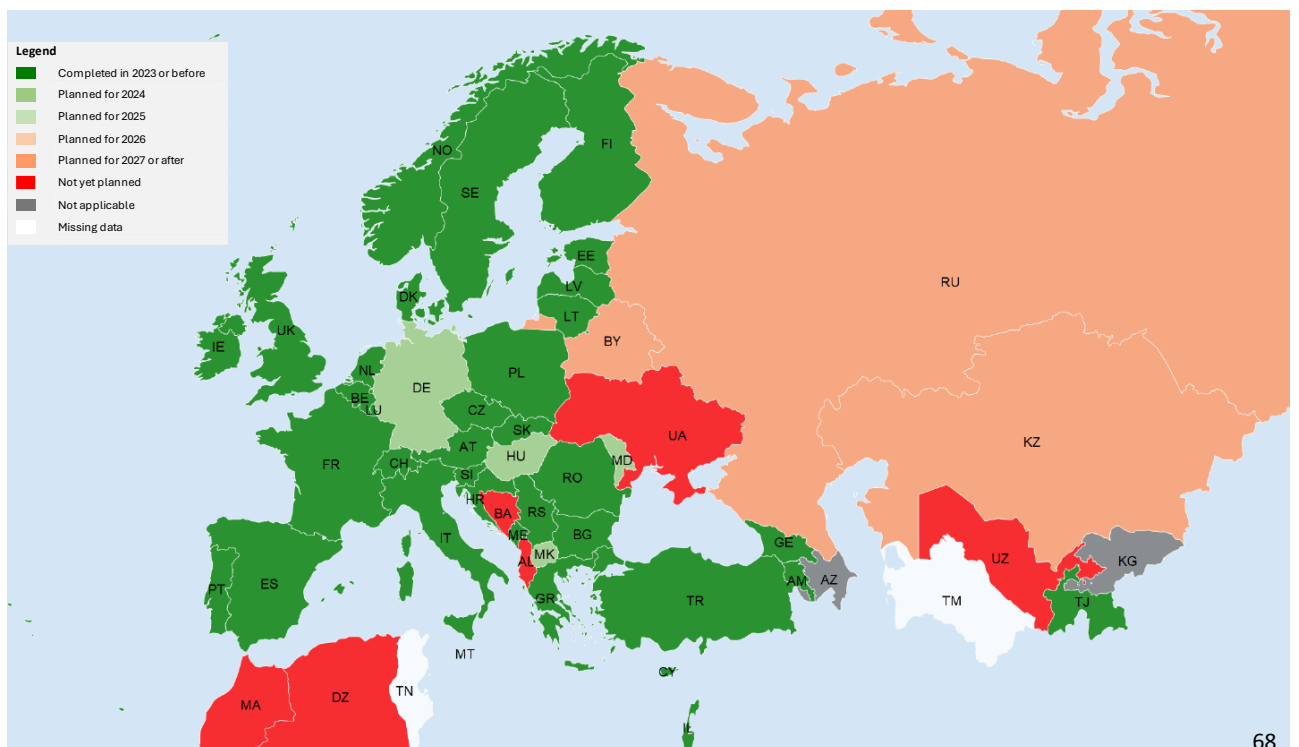 Legend
Completed in 2023 or before
Planned for 2024
Planned for 2025
Planned for 2026
Planned for 2027 or after
Not yet planned
Not applicable
Missing data
NO
FI
SE
EE
LV
DK
LT
RU
UK
IE
BY
NL
PL
DE
BE
LU
CZ
SK
UA
KZ
AT
HU
MD
FR
CH
SI
RO
HR
BA
RS
IT
ME
BG
MK
AL
GE
UZ
KG
AM
AZ
PT
ES
GR
TR
TM
TJ
MT
CY
TN
MA
DZ
IL
68